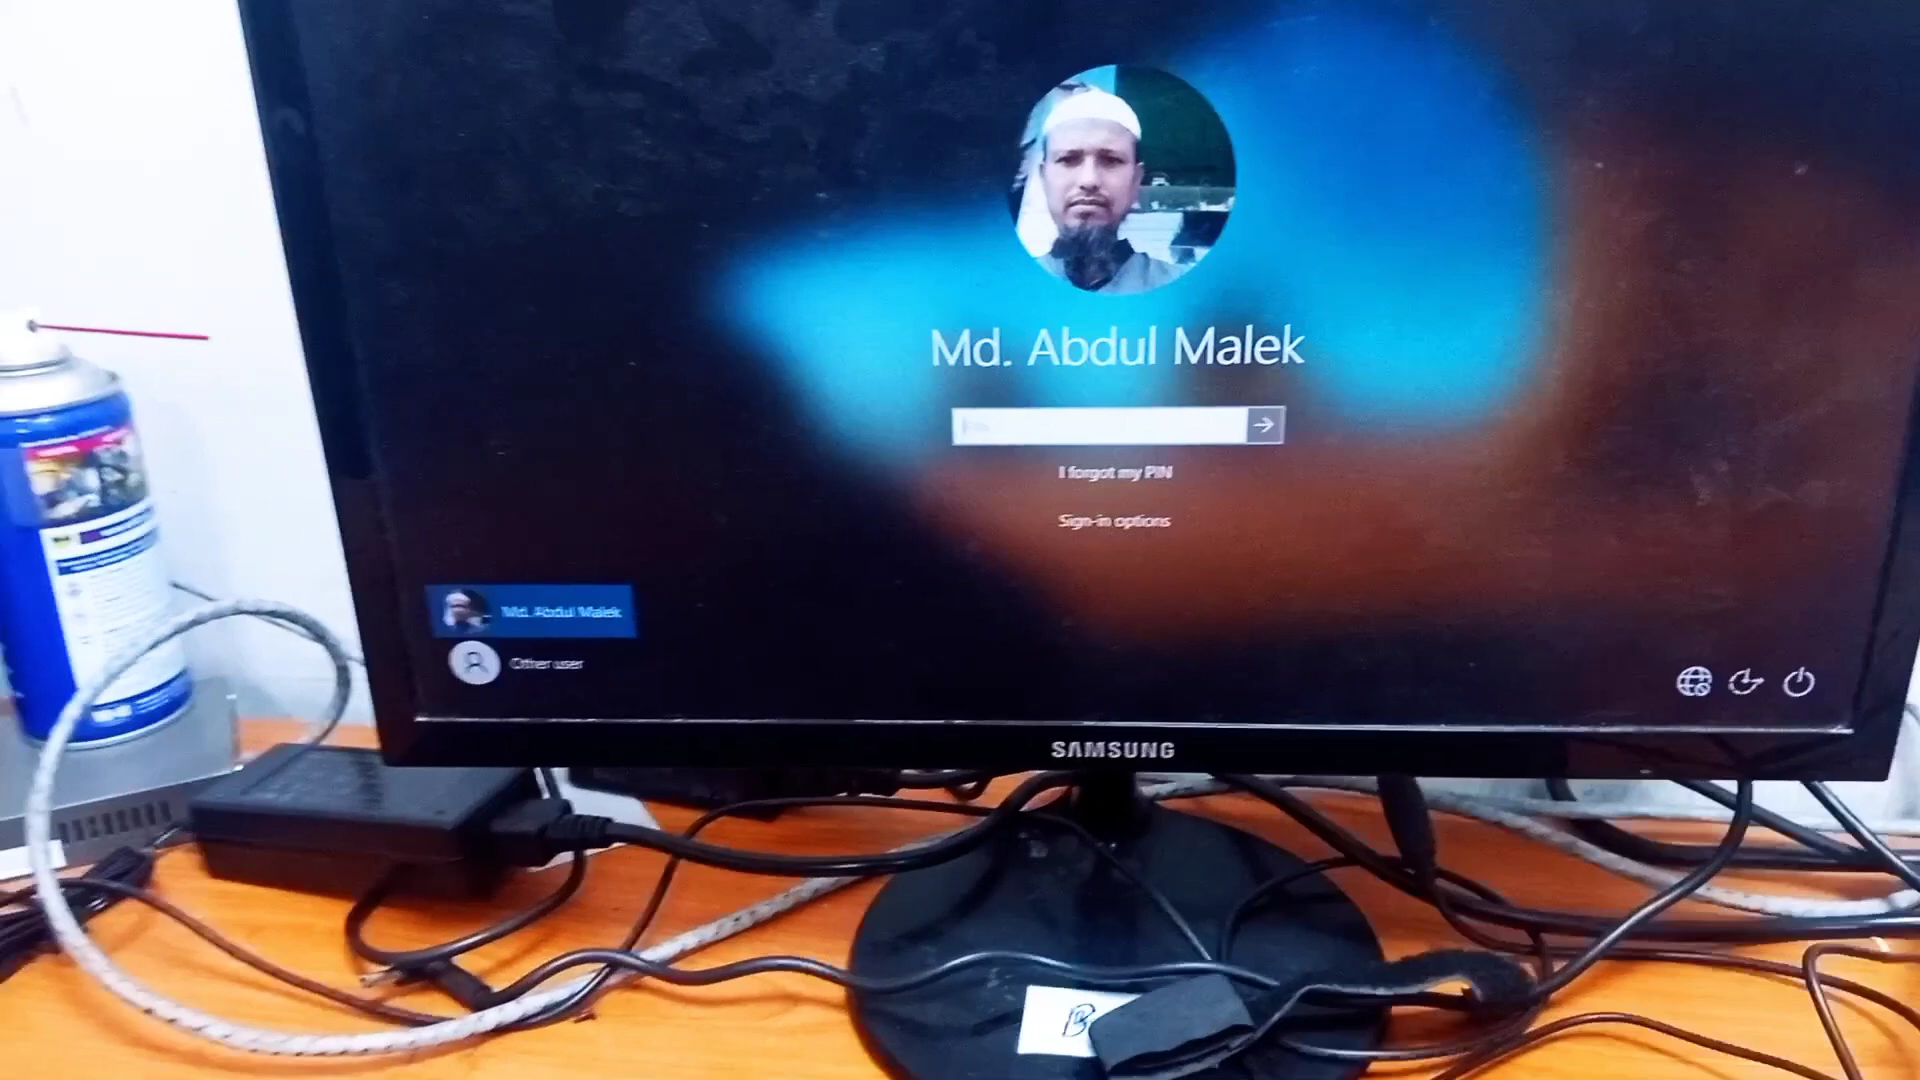 Md. Abdul Malek
I forgot my PIN
Sign-in options
Md. Abdul Malek
Other user
SAMSUNG
B